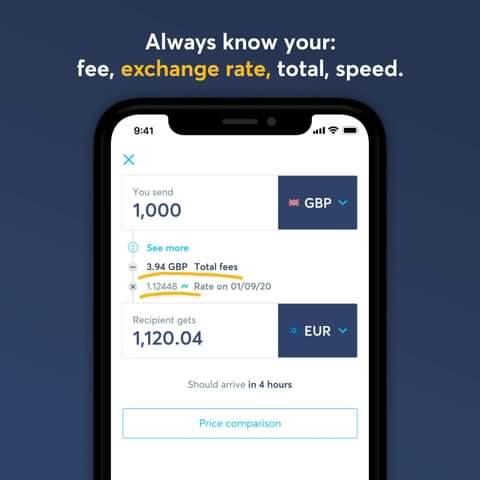 Always know your:
fee, exchange rate, total, speed.
9:41
You send
1,000
GBP
See more
3.94 GBP Total fees
1.12448 Rate on 01/09/20
Recipient gets
1,120.04
EUR
Should arrive in 4 hours
Price comparison